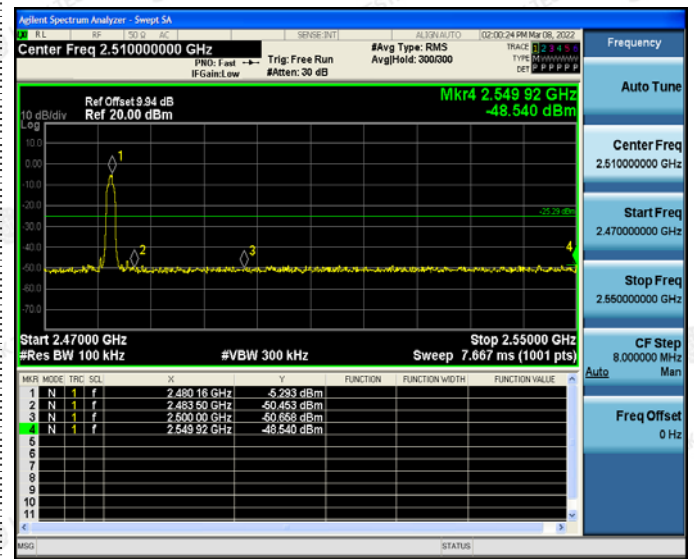 Agilent Spectrum Analyzer - Swept SA
RL RF 50 Ω AC SENSE:INT ALIGNAUTO 02:00:24 PM Mar 08, 2022
Center Freq 2.510000000 GHz
PNO: Fast
IFGain:Low
Trig: Free Run
#Atten: 30 dB
#Avg Type: RMS
Avg|Hold: 300/300
TRACE 1 2 3 4 5 6
TYPE M
DET P P P P P P
Ref Offset 9.94 dB
Ref 20.00 dBm
10 dB/div
Log
Mkr4 2.549 92 GHz
-48.540 dBm
10.0
0.00
-10.0
-20.0
-30.0
-40.0
-50.0
-60.0
-70.0
1
2
3
4
-25.29 dBm
Start 2.47000 GHz Stop 2.55000 GHz
#Res BW 100 kHz #VBW 300 kHz Sweep 7.667 ms (1001 pts)
MKR MODE TRC SCL X Y FUNCTION FUNCTION WIDTH FUNCTION VALUE
1 N 1 f 2.480 16 GHz -5.293 dBm
2 N 1 f 2.483 50 GHz -50.453 dBm
3 N 1 f 2.500 00 GHz -50.658 dBm
4 N 1 f 2.549 92 GHz -48.540 dBm
5
6
7
8
9
10
11
MSG STATUS
Frequency
Auto Tune
Center Freq
2.510000000 GHz
Start Freq
2.470000000 GHz
Stop Freq
2.550000000 GHz
CF Step
8.000000 MHz
Auto Man
Freq Offset
0 Hz